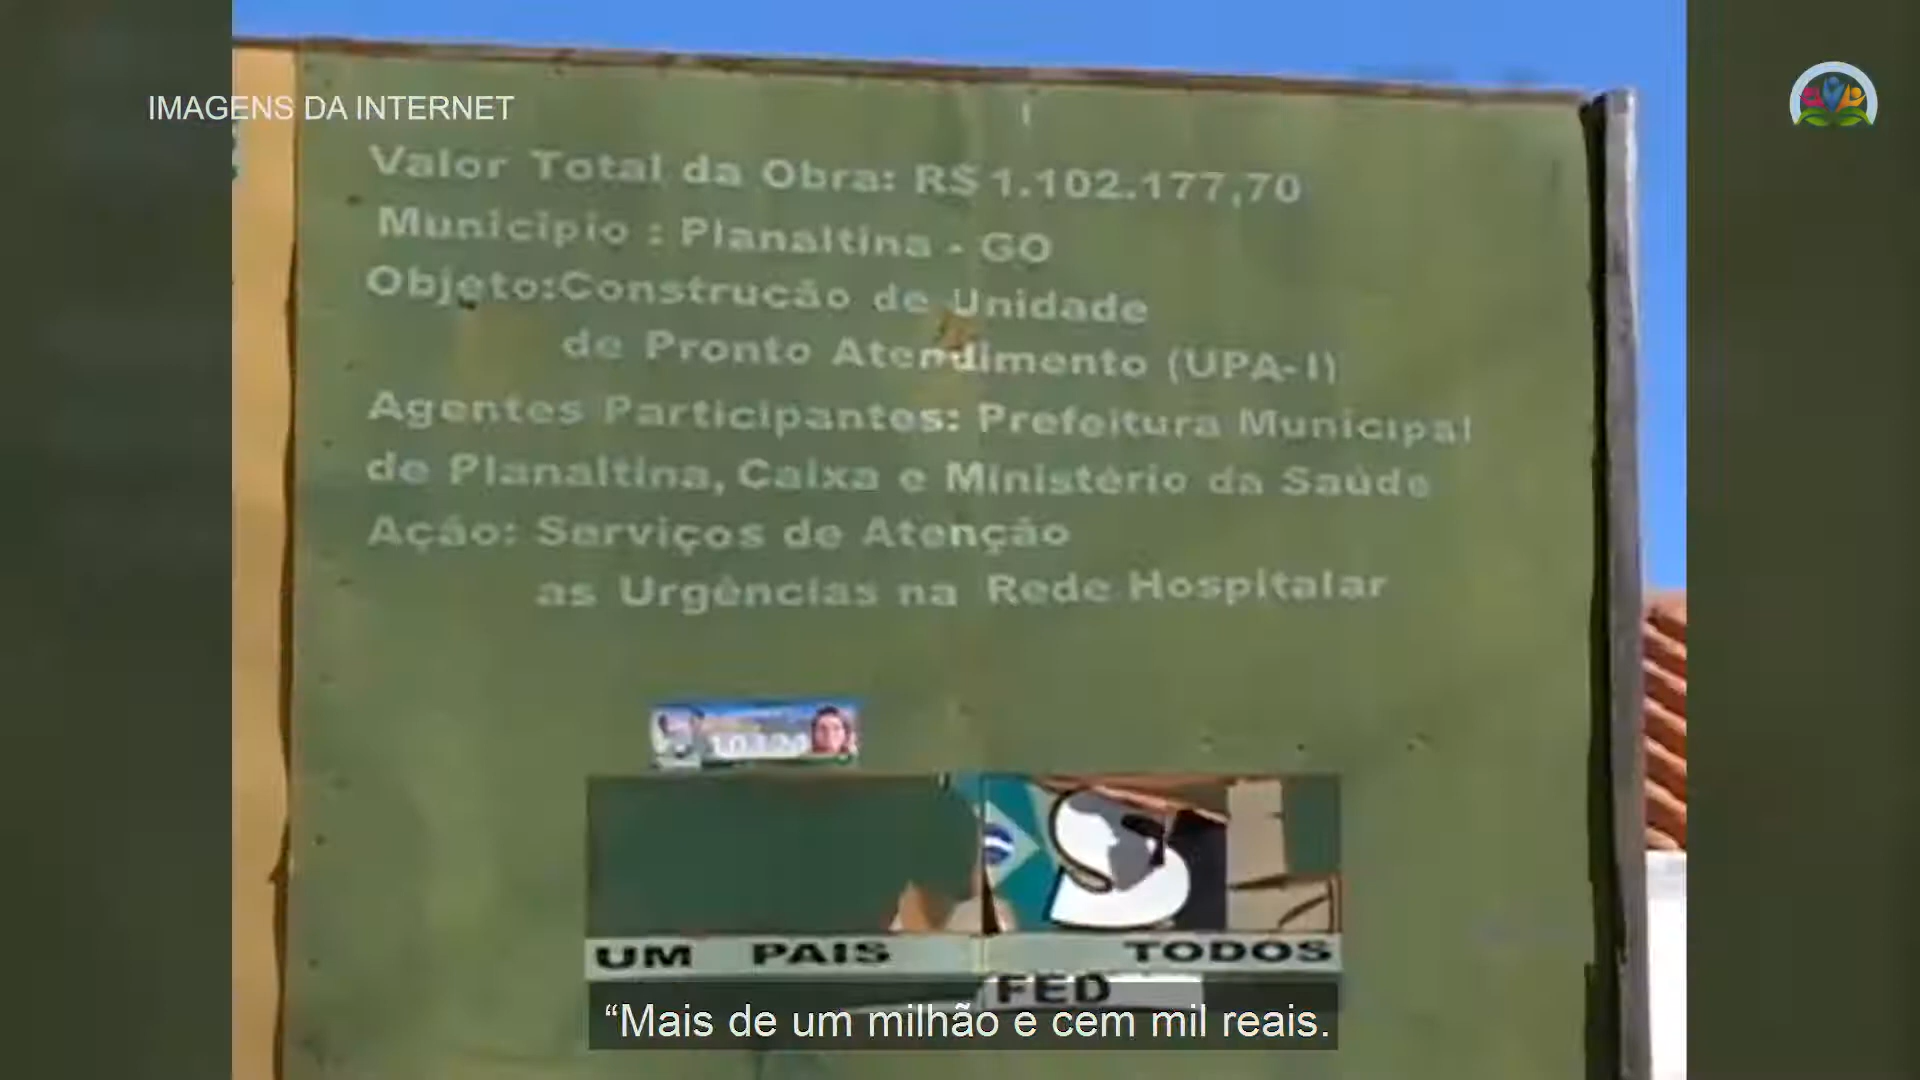 IMAGENS DA INTERNET
Valor Total da Obra: R$ 1.102.177,70
Municipio : Planaltina - GO
Objeto:Construcão de Unidade
de Pronto Atendimento (UPA-I)
Agentes Participantes: Prefeitura Municipal
de Planaltina, Caixa e Ministério da Saúde
Ação: Serviços de Atenção
as Urgências na Rede Hospitalar
UM PAIS TODOS
FED
“Mais de um milhão e cem mil reais.